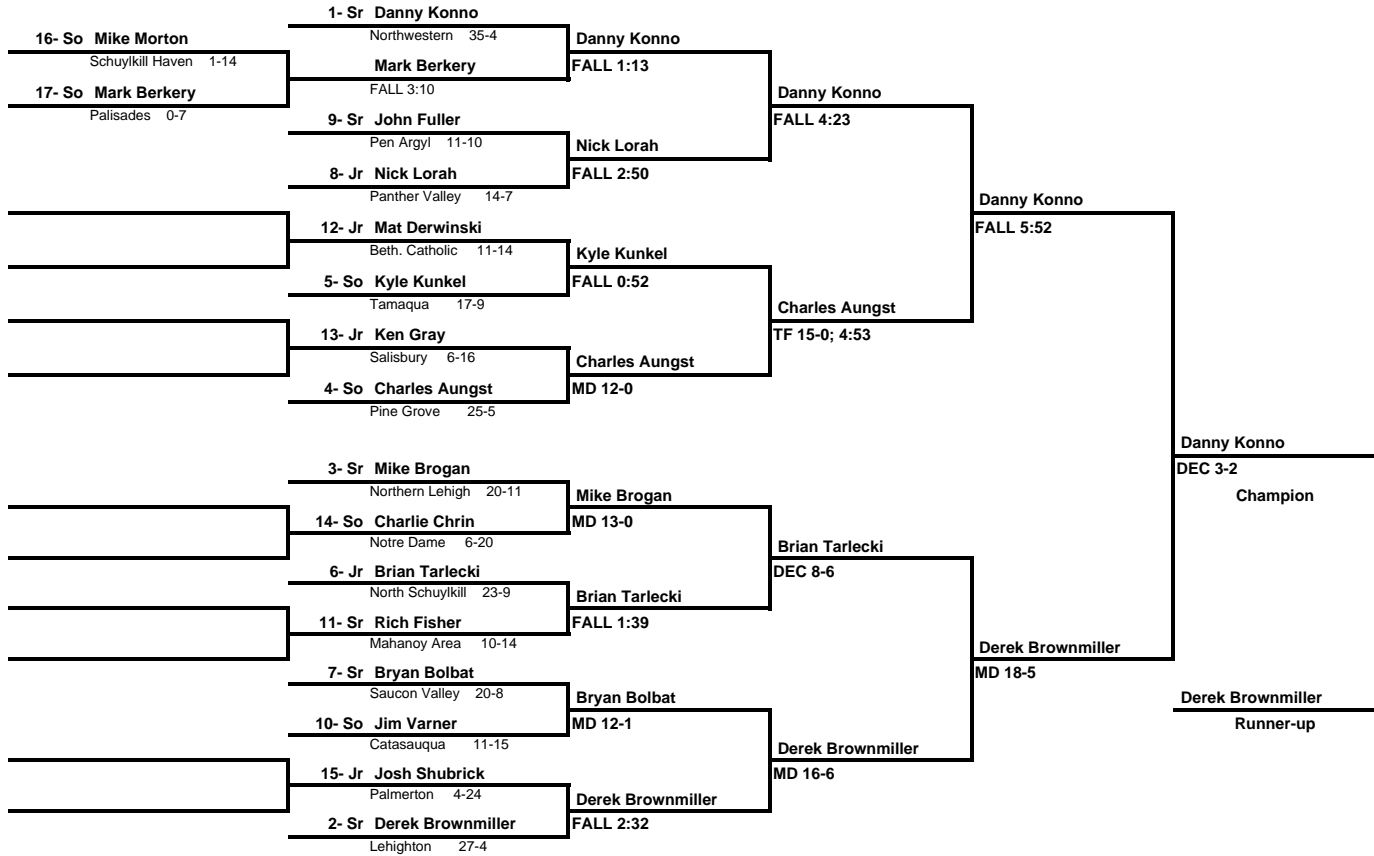 16- So Mike Morton
Schuylkill Haven 1-14
17- So Mark Berkery
Palisades 0-7
1- Sr Danny Konno
Northwestern 35-4
Mark Berkery
FALL 3:10
9- Sr John Fuller
Pen Argyl 11-10
8- Jr Nick Lorah
Panther Valley 14-7
12- Jr Mat Derwinski
Beth. Catholic 11-14
5- So Kyle Kunkel
Tamaqua 17-9
13- Jr Ken Gray
Salisbury 6-16
4- So Charles Aungst
Pine Grove 25-5
3- Sr Mike Brogan
Northern Lehigh 20-11
14- So Charlie Chrin
Notre Dame 6-20
6- Jr Brian Tarlecki
North Schuylkill 23-9
11- Sr Rich Fisher
Mahanoy Area 10-14
7- Sr Bryan Bolbat
Saucon Valley 20-8
10- So Jim Varner
Catasauqua 11-15
15- Jr Josh Shubrick
Palmerton 4-24
2- Sr Derek Brownmiller
Lehighton 27-4
Danny Konno
FALL 1:13
Nick Lorah
FALL 2:50
Kyle Kunkel
FALL 0:52
Charles Aungst
MD 12-0
Mike Brogan
MD 13-0
Brian Tarlecki
FALL 1:39
Bryan Bolbat
MD 12-1
Derek Brownmiller
FALL 2:32
Danny Konno
FALL 4:23
Charles Aungst
TF 15-0; 4:53
Brian Tarlecki
DEC 8-6
Derek Brownmiller
MD 16-6
Danny Konno
FALL 5:52
Derek Brownmiller
MD 18-5
Danny Konno
DEC 3-2
Champion
Derek Brownmiller
Runner-up